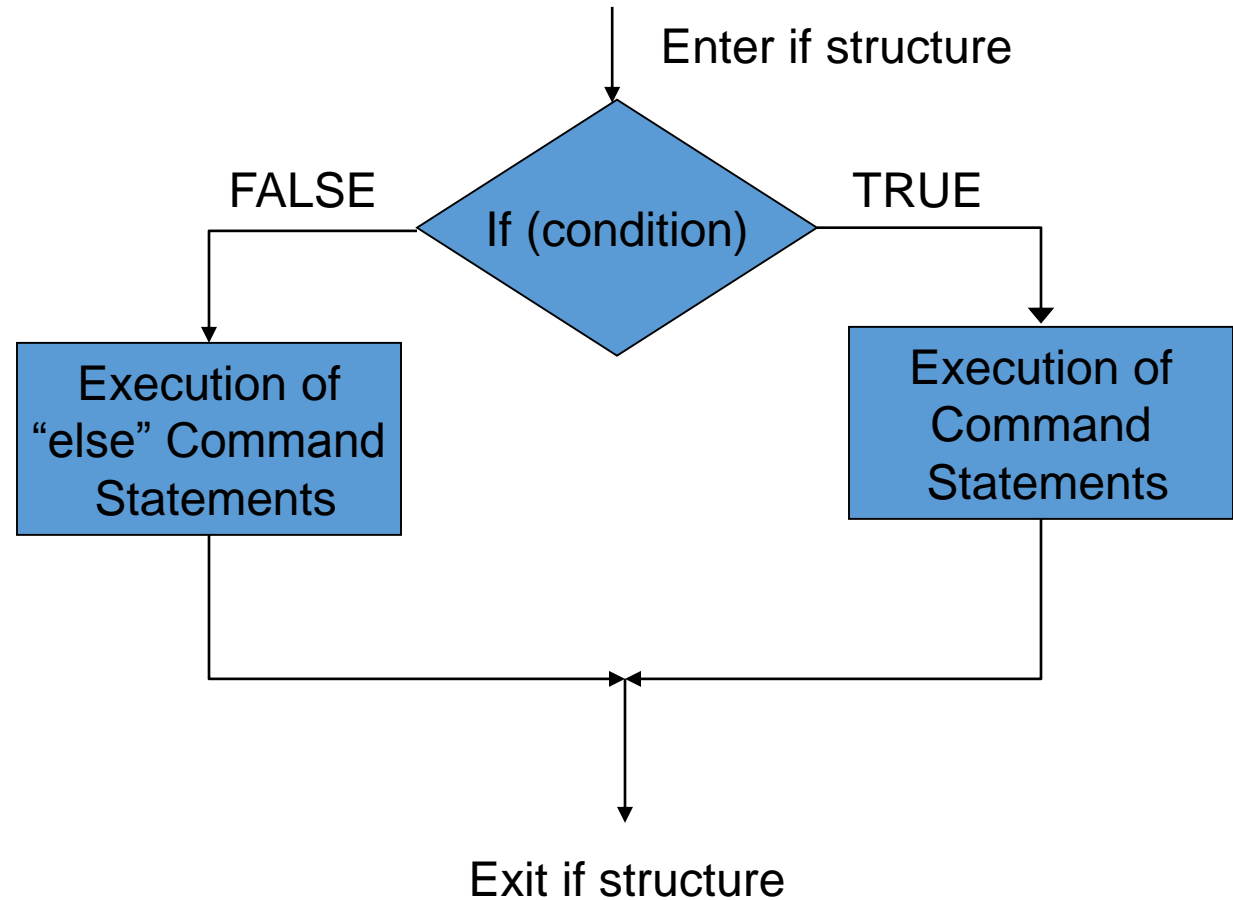 Enter if structure
FALSE
TRUE
If (condition)
Execution of
“else” Command
Statements
Execution of
Command
Statements
Exit if structure